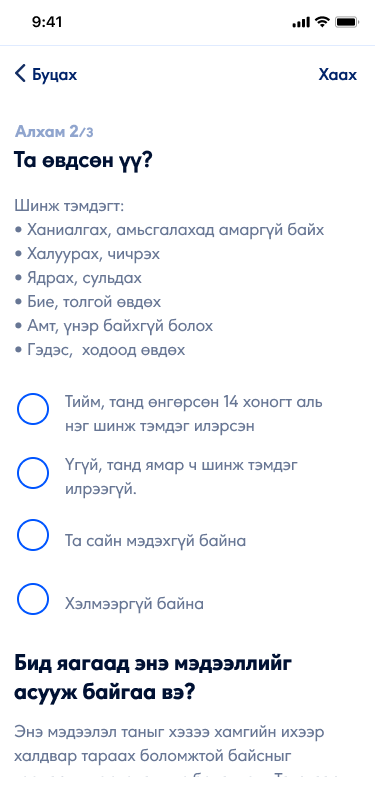 9:41
Буцах
Хаах
Алхам 2/3
Та өвдсөн үү?
Шинж тэмдэгт:
• Ханиалгах, амьсгалахад амаргүй байх
• Халуурах, чичрэх
• Ядрах, сульдах
• Бие, толгой өвдөх
• Амт, үнэр байхгүй болох
• Гэдэс, ходоод өвдөх
Тийм, танд өнгөрсөн 14 хоногт аль
нэг шинж тэмдэг илэрсэн
Үгүй, танд ямар ч шинж тэмдэг
илрээгүй.
Та сайн мэдэхгүй байна
Хэлмээргүй байна
Бид яагаад энэ мэдээллийг
асууж байгаа вэ?
Энэ мэдээлэл таныг хэзээ хамгийн ихээр
халдвар тараах боломжтой байсныг